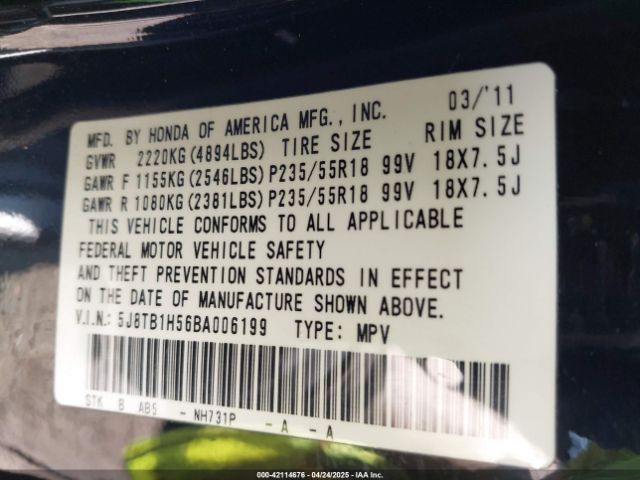 MFD. BY HONDA OF AMERICA MFG., INC. 03/'11
GVWR 2220KG(4894LBS) TIRE SIZE RIM SIZE
GAWR F 1155KG(2546LBS)P235/55R18 99V 18X7.5J
GAWR R 1080KG(2381LBS)P235/55R18 99V 18X7.5J
THIS VEHICLE CONFORMS TO ALL APPLICABLE
FEDERAL MOTOR VEHICLE SAFETY
AND THEFT PREVENTION STANDARDS IN EFFECT
ON THE DATE OF MANUFACTURE SHOWN ABOVE.
V.I.N.: 5J8TB1H56BA006199 TYPE: MPV
STK B AB5 - NH731P - A - A
000-42114676 - 04/24/2025 - IAA Inc.